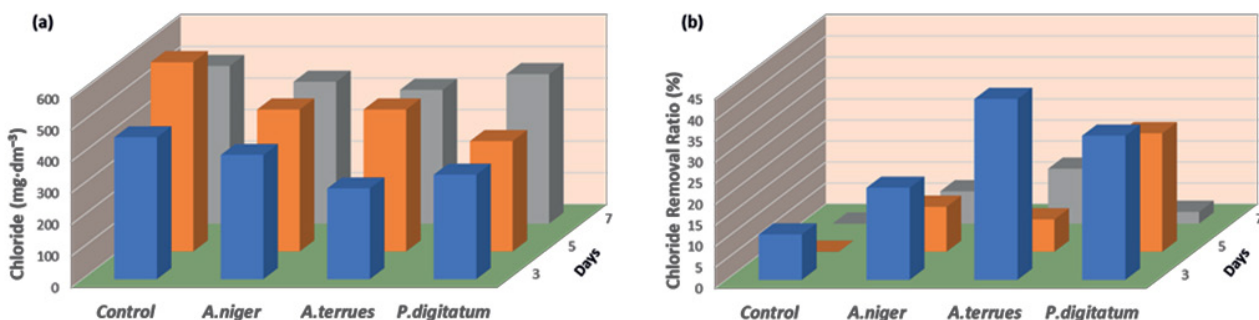 (a)
Chloride (mg·dm⁻³)
600
500
400
300
200
100
0
Control
A.niger
A.terrues
P.digitatum
3
5
7
Days
(b)
Chloride Removal Ratio (%)
45
40
35
30
25
20
15
10
5
0
Control
A.niger
A.terrues
P.digitatum
3
5
7
Days